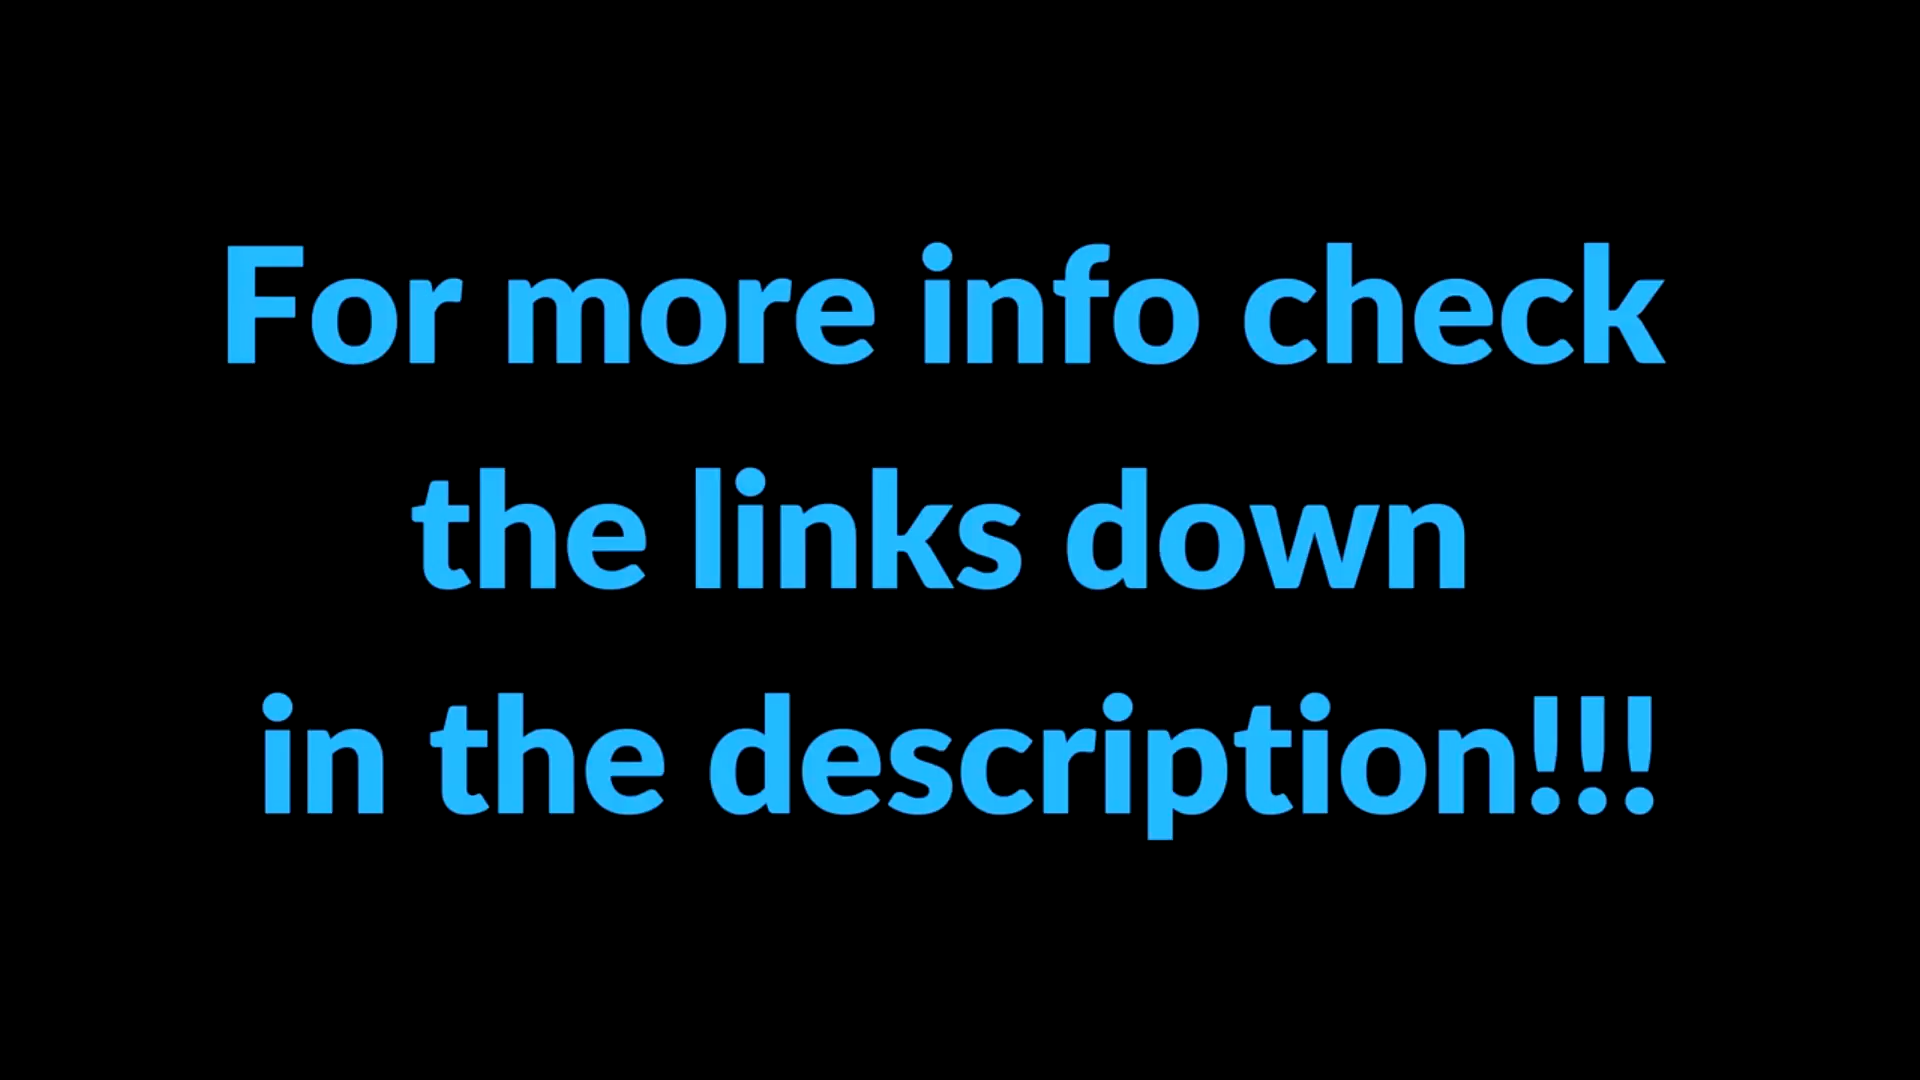 For more info check
the links down
in the description!!!